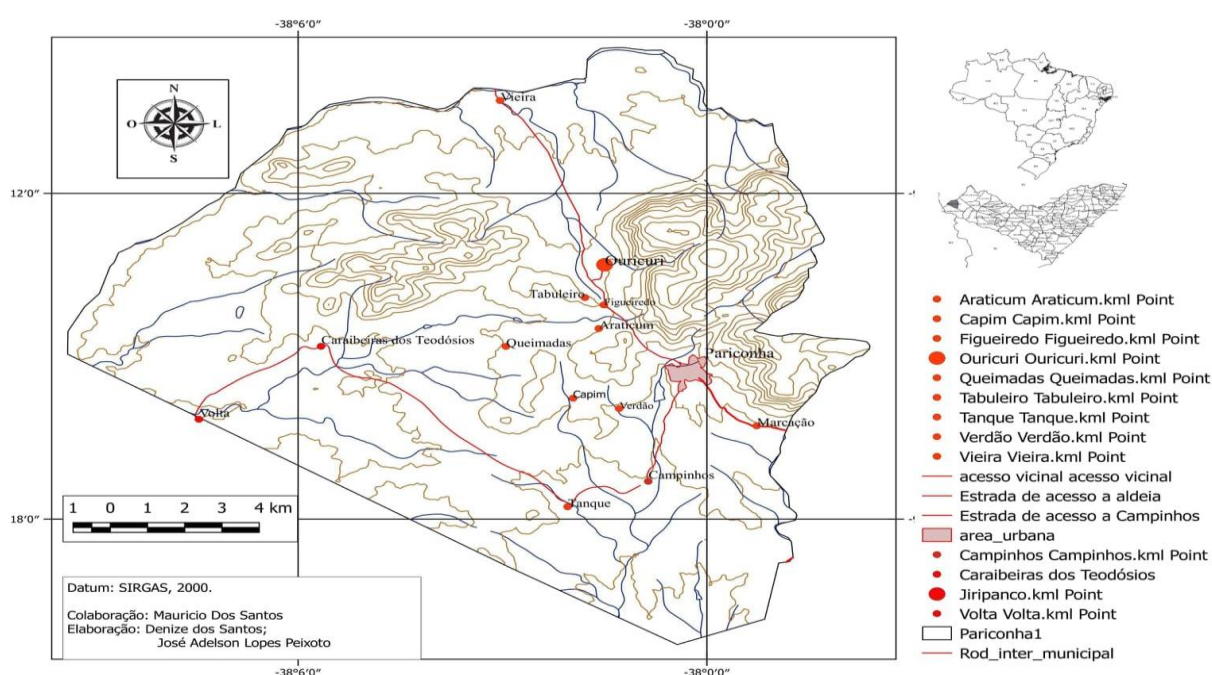 -38°6'0"
-38°0'0"
N
O
L
S
Vieira
12'0"
Ouricuri
Tabuleiro
Figueiredo
Araticum
Caraibeiras dos Teodósios
Queimadas
Pariconha
Capim
Verdão
Volta
Marcação
Campinhos
Tanque
1 0 1 2 3 4 km
18'0"
Datum: SIRGAS, 2000.
Colaboração: Mauricio Dos Santos
Elaboração: Denize dos Santos;
José Adelson Lopes Peixoto
-38°6'0"
-38°0'0"
Araticum Araticum.kml Point
Capim Capim.kml Point
Figueiredo Figueiredo.kml Point
Ouricuri Ouricuri.kml Point
Queimadas Queimadas.kml Point
Tabuleiro Tabuleiro.kml Point
Tanque Tanque.kml Point
Verdão Verdão.kml Point
Vieira Vieira.kml Point
acesso vicinal acesso vicinal
Estrada de acesso a aldeia
Estrada de acesso a Campinhos
area_urbana
Campinhos Campinhos.kml Point
Caraibeiras dos Teodósios
Jiripanco.kml Point
Volta Volta.kml Point
Pariconha1
Rod_inter_municipal